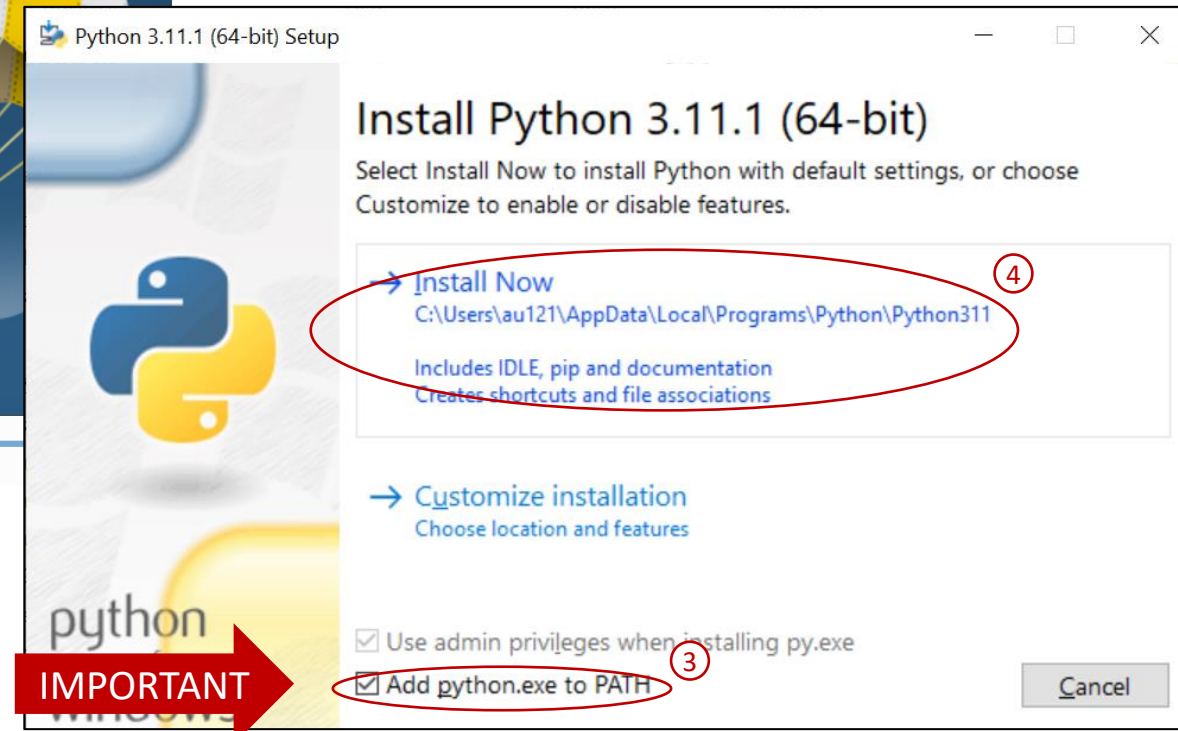 Python 3.11.1 (64-bit) Setup
Install Python 3.11.1 (64-bit)
Select Install Now to install Python with default settings, or choose
Customize to enable or disable features.
→ Install Now
4
C:\Users\au121\AppData\Local\Programs\Python\Python311
Includes IDLE, pip and documentation
Creates shortcuts and file associations
→ Customize installation
Choose location and features
python
windows
IMPORTANT
Use admin privileges when installing py.exe
3
Add python.exe to PATH
Cancel